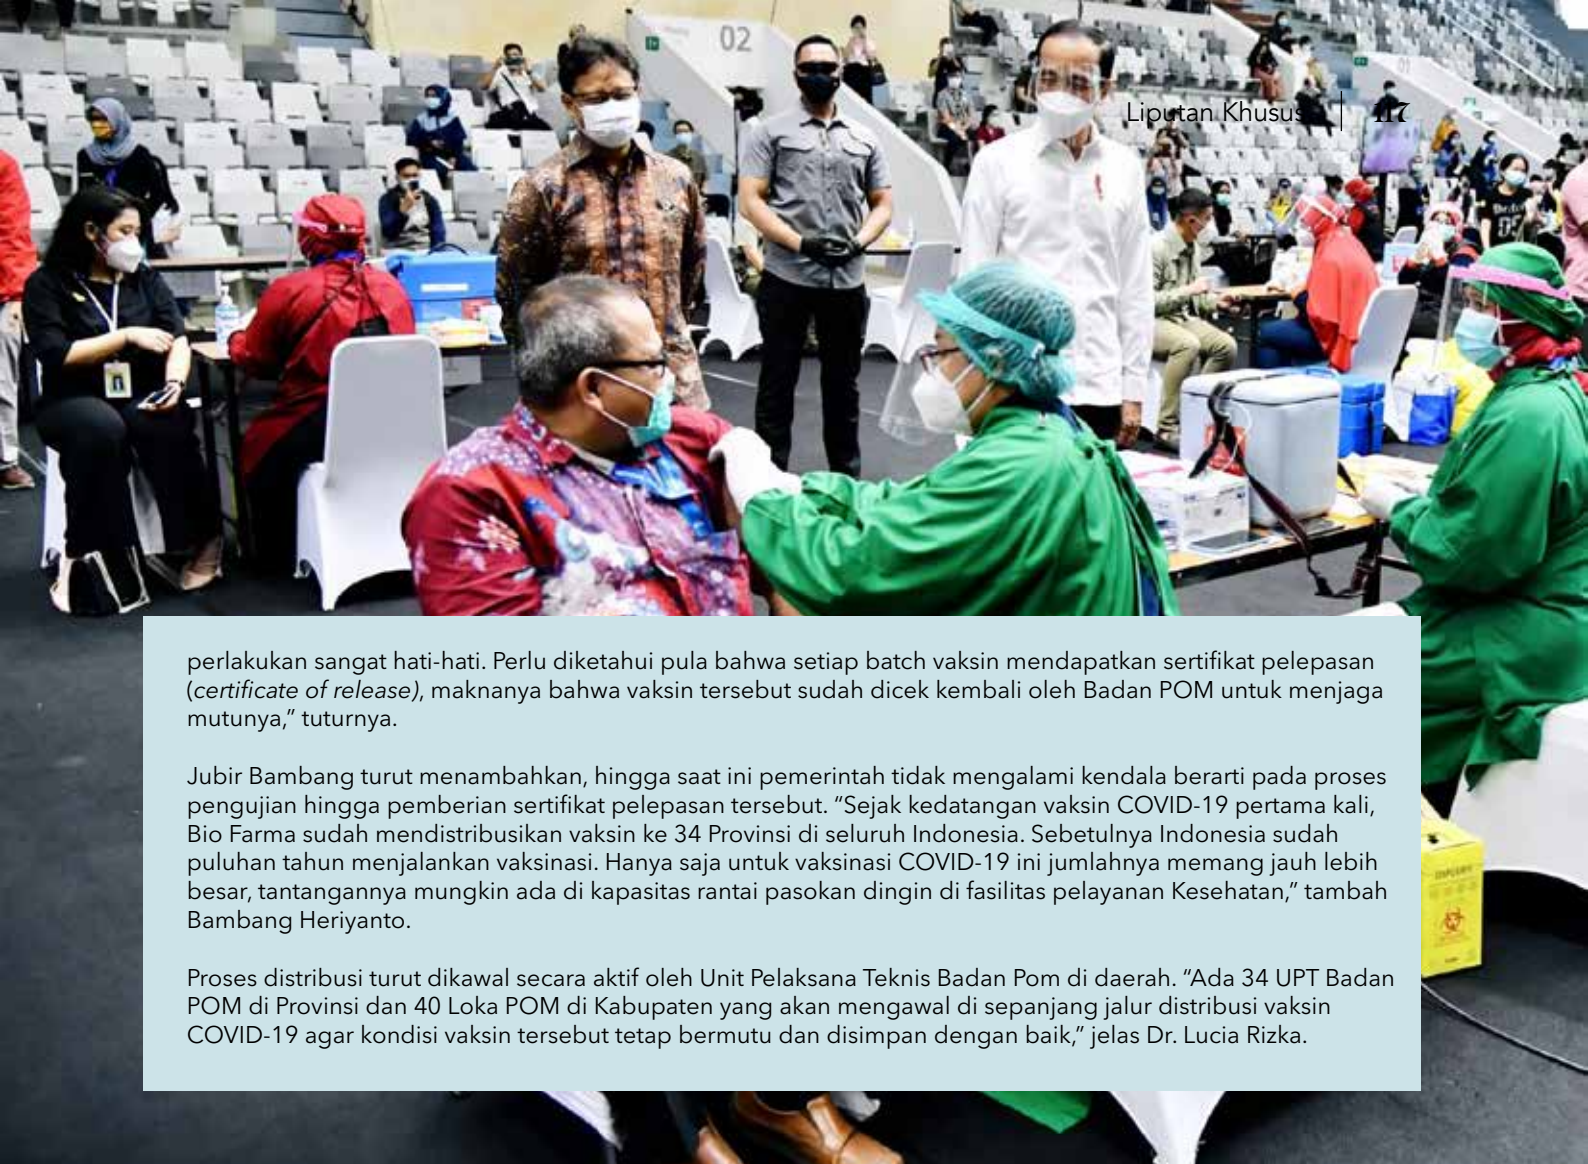 02
01
Liputan Khusus | 117
perlakukan sangat hati-hati. Perlu diketahui pula bahwa setiap batch vaksin mendapatkan sertifikat pelepasan
(certificate of release), maknanya bahwa vaksin tersebut sudah dicek kembali oleh Badan POM untuk menjaga
mutunya,” tuturnya.
Jubir Bambang turut menambahkan, hingga saat ini pemerintah tidak mengalami kendala berarti pada proses
pengujian hingga pemberian sertifikat pelepasan tersebut. “Sejak kedatangan vaksin COVID-19 pertama kali,
Bio Farma sudah mendistribusikan vaksin ke 34 Provinsi di seluruh Indonesia. Sebetulnya Indonesia sudah
puluhan tahun menjalankan vaksinasi. Hanya saja untuk vaksinasi COVID-19 ini jumlahnya memang jauh lebih
besar, tantangannya mungkin ada di kapasitas rantai pasokan dingin di fasilitas pelayanan Kesehatan,” tambah
Bambang Heriyanto.
Proses distribusi turut dikawal secara aktif oleh Unit Pelaksana Teknis Badan Pom di daerah. “Ada 34 UPT Badan
POM di Provinsi dan 40 Loka POM di Kabupaten yang akan mengawal di sepanjang jalur distribusi vaksin
COVID-19 agar kondisi vaksin tersebut tetap bermutu dan disimpan dengan baik,” jelas Dr. Lucia Rizka.